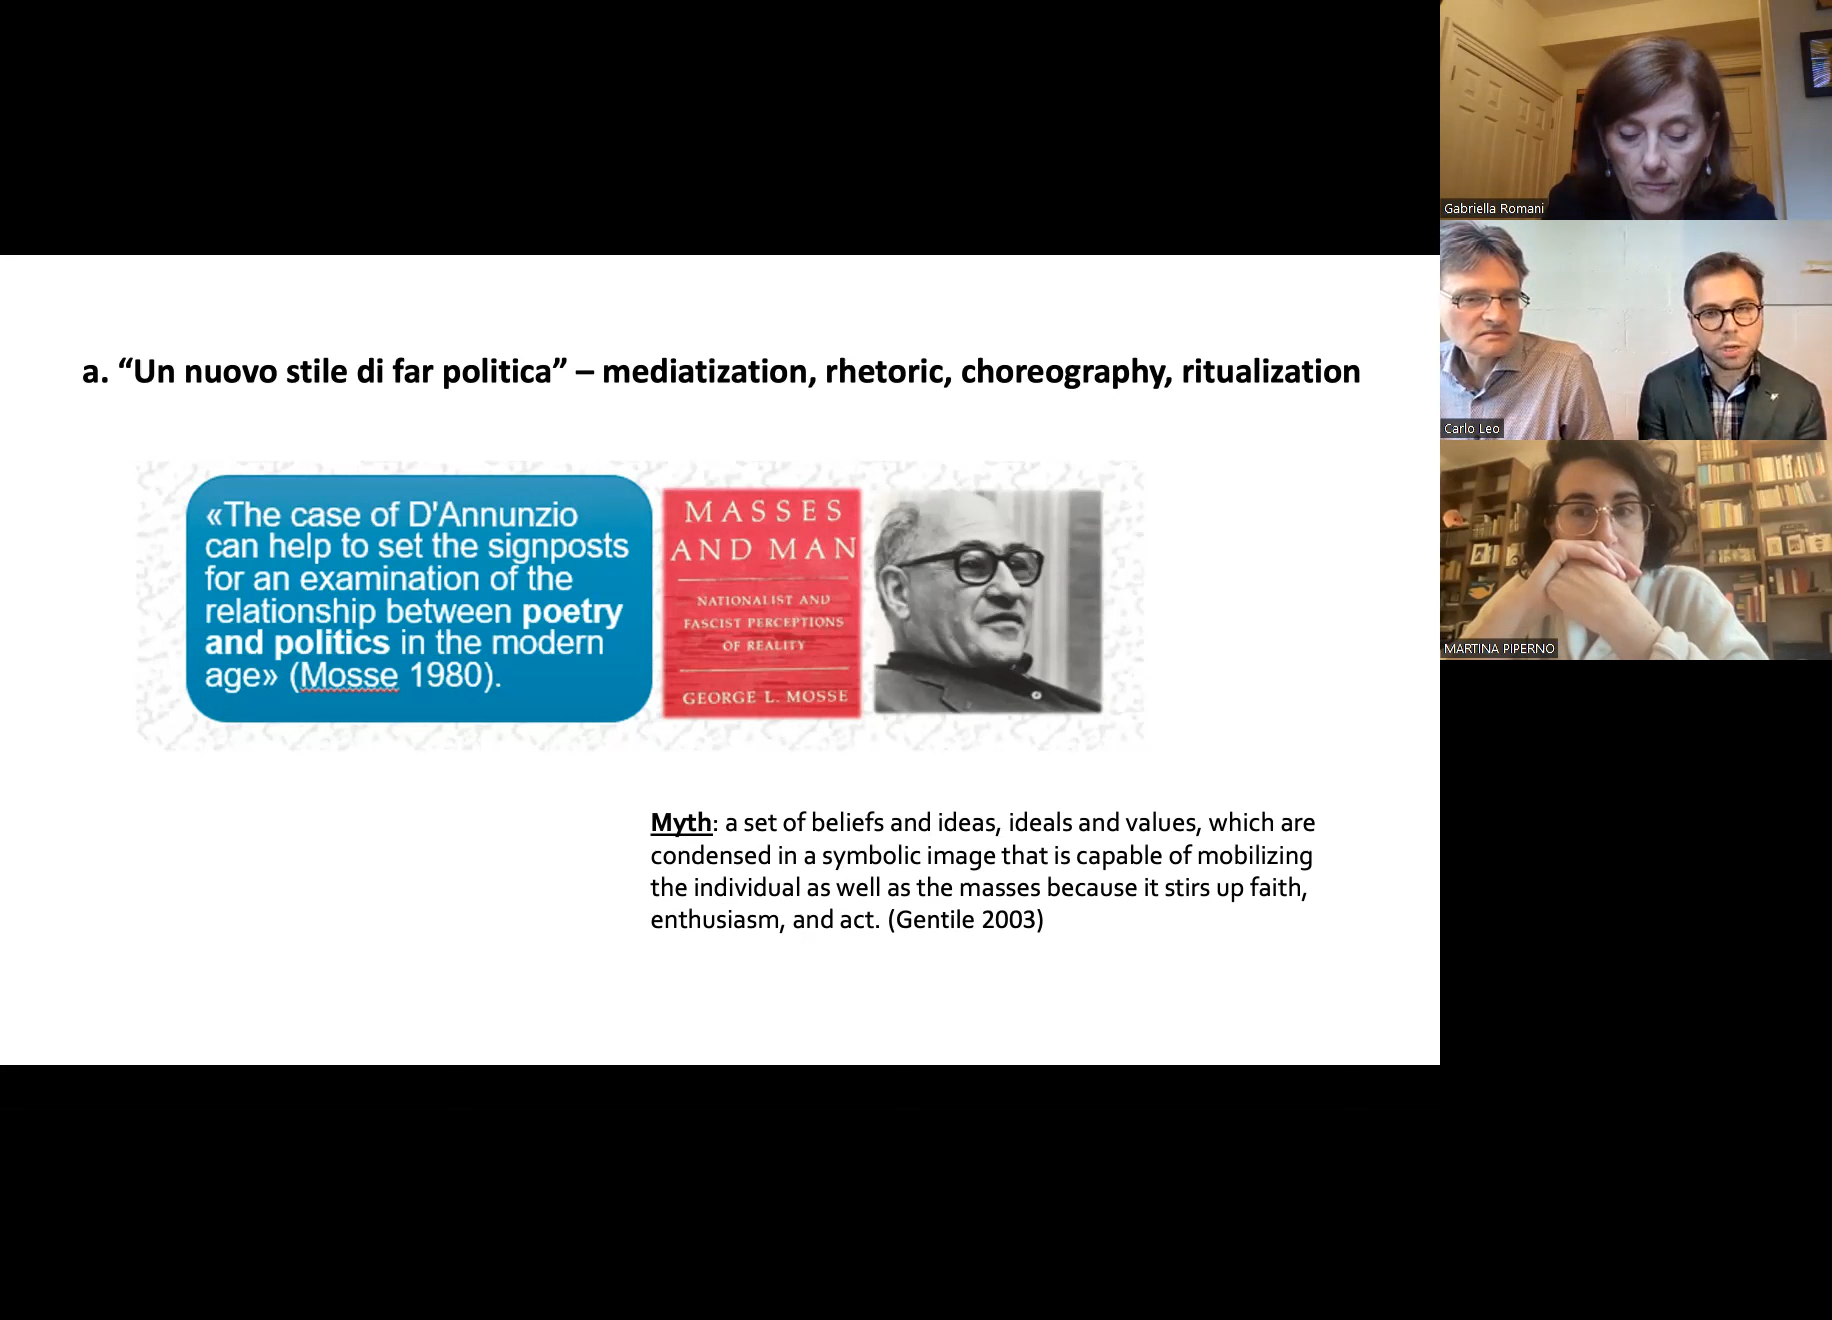 a. “Un nuovo stile di far politica” – mediatization, rhetoric, choreography, ritualization
«The case of D'Annunzio
can help to set the signposts
for an examination of the
relationship between poetry
and politics in the modern
age» (Mosse 1980).
MASSES
AND MAN
NATIONALIST AND
FASCIST PERCEPTIONS
OF REALITY
GEORGE L. MOSSE
Myth: a set of beliefs and ideas, ideals and values, which are
condensed in a symbolic image that is capable of mobilizing
the individual as well as the masses because it stirs up faith,
enthusiasm, and act. (Gentile 2003)
Gabriella Romani
Carlo Leo
MARTINA PIPERNO